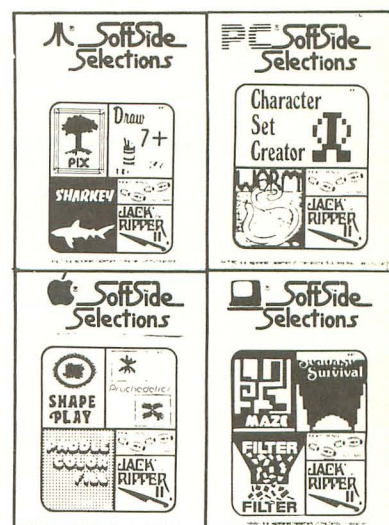 SoftSide
Selections
PIX
Draw
7+
SHARKEY
JACK
RIPPER
II
PC SoftSide
Selections
Character
Set
Creator
WORM
JACK
RIPPER
II
SoftSide
Selections
SHAPE
PLAY
Psychedelic
JACK
RIPPER
II
SoftSide
Selections
MAZE
Survival
FILTER
FILTER
JACK
RIPPER
II